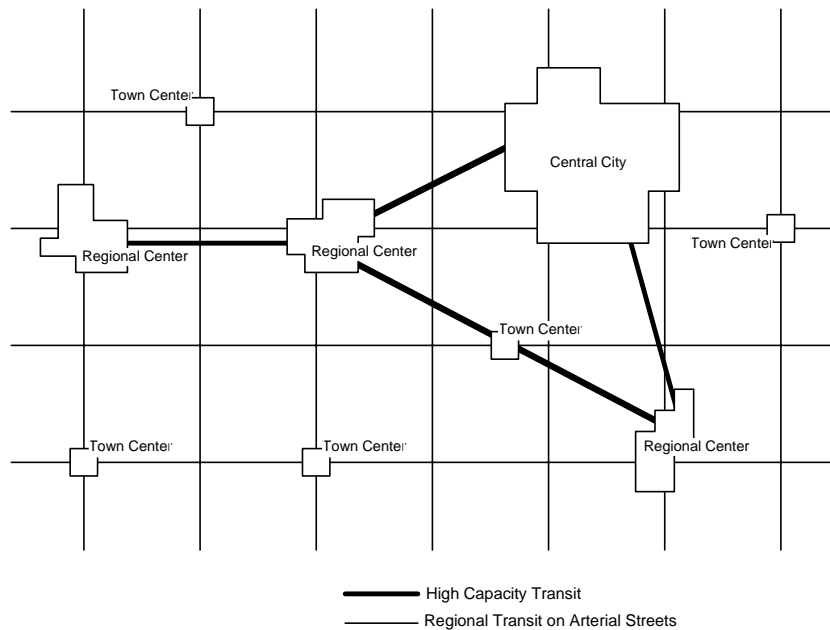 Town Center
Central City
Town Center
Regional Center
Regional Center
Town Center
Town Center
Town Center
Regional Center
High Capacity Transit
Regional Transit on Arterial Streets